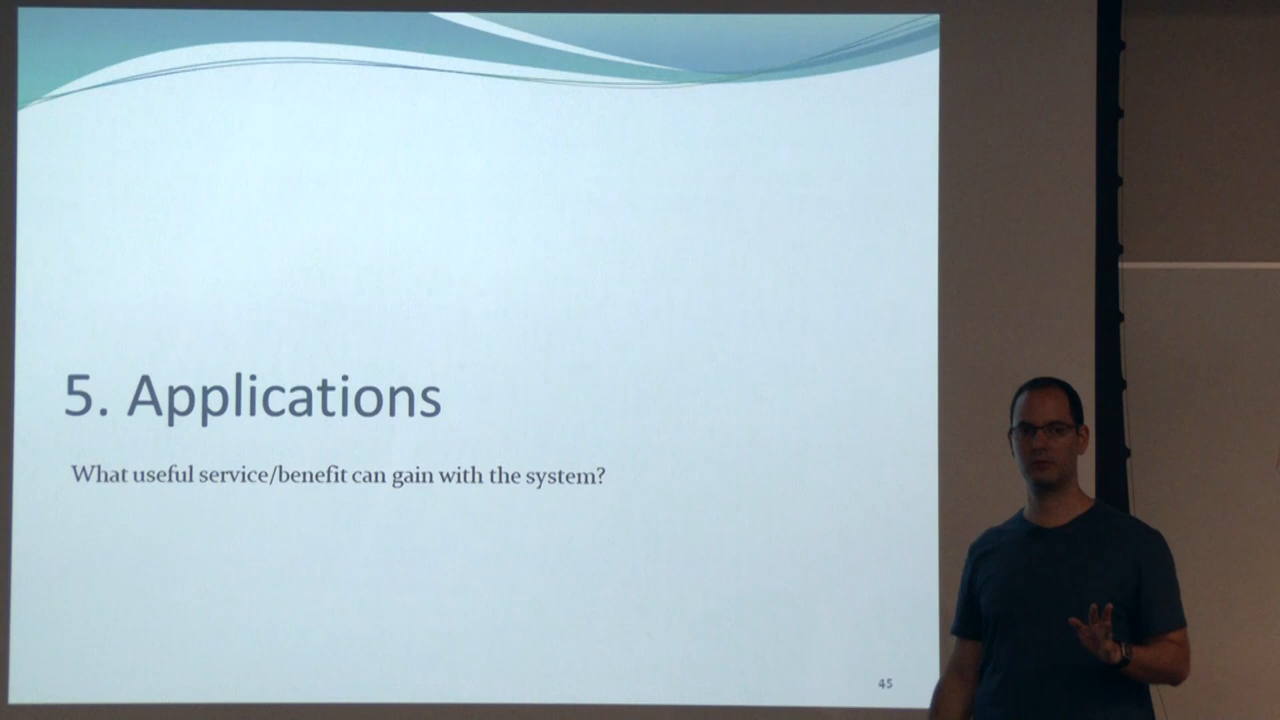 5. Applications
What useful service/benefit can gain with the system?
45